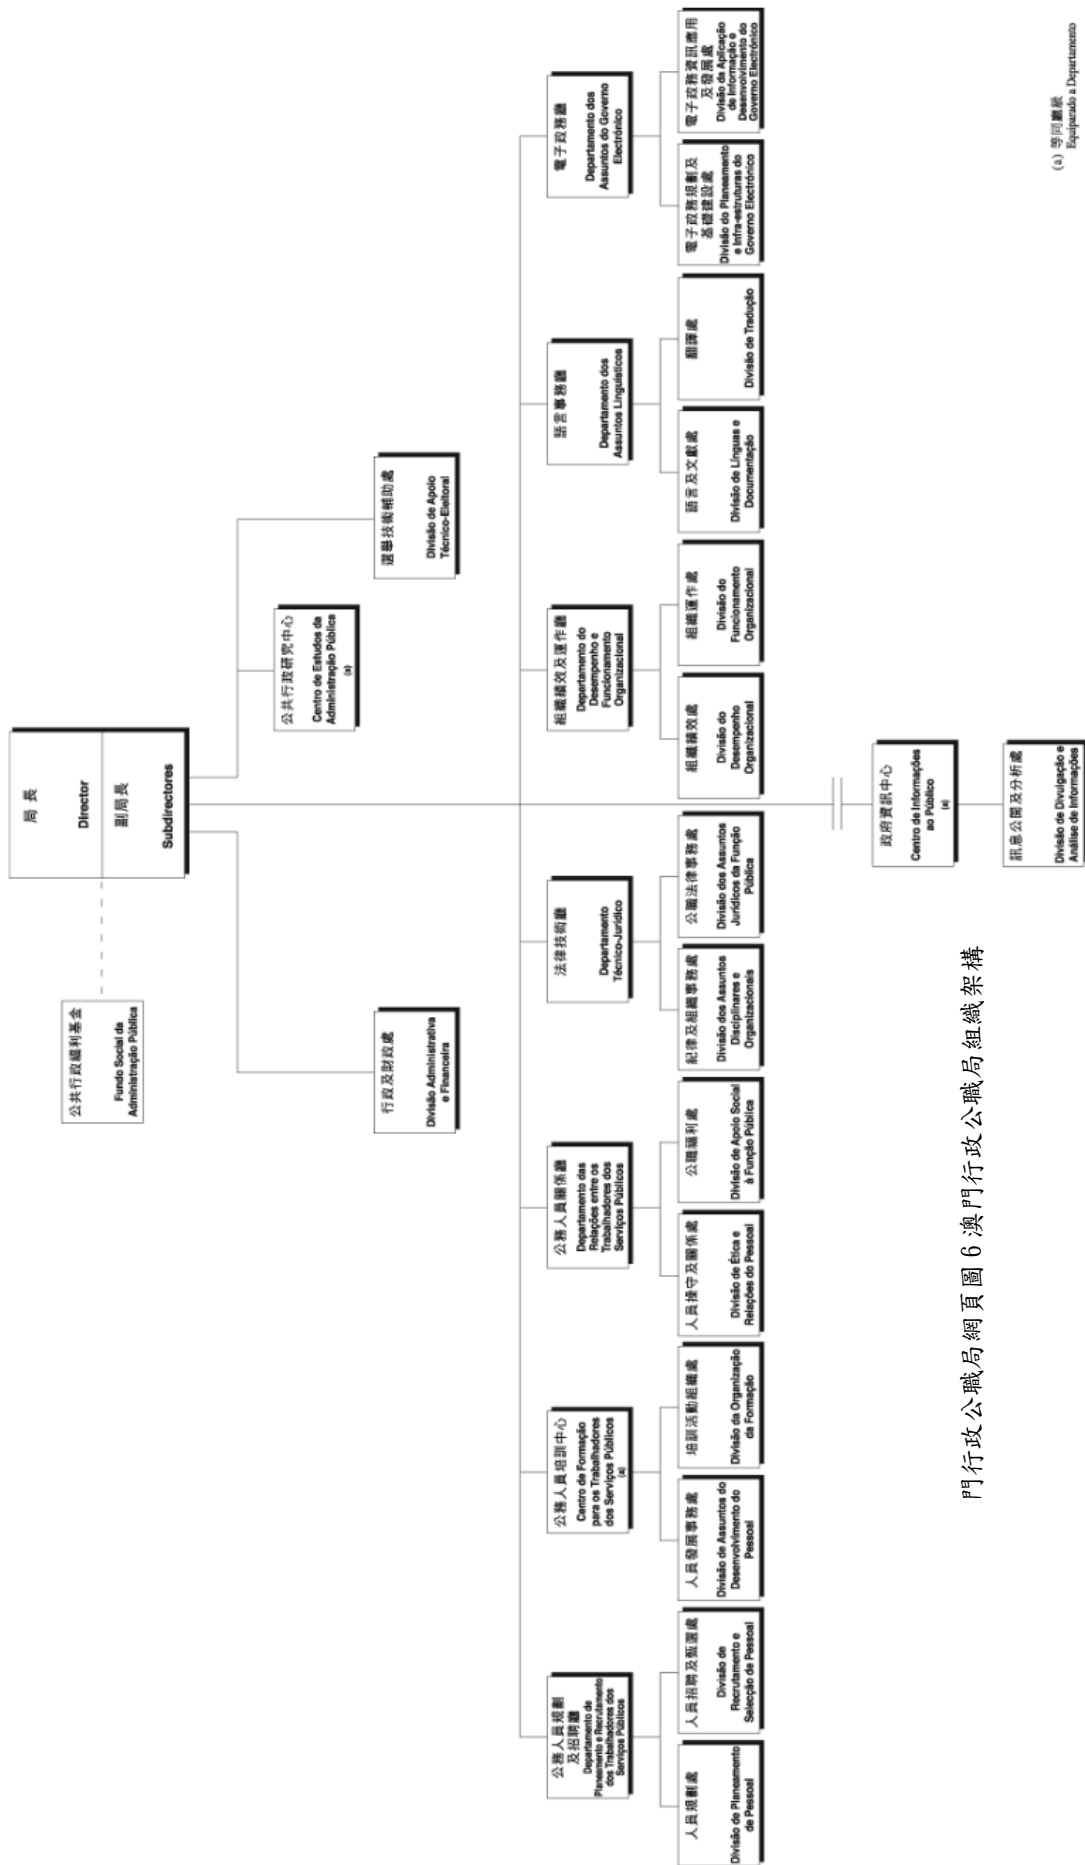 局長
Director
副局長
Subdirectores
公共行政福利基金
Fundo Social da
Administração Pública
公共行政研究中心
Centro de Estudos da
Administração Pública
(a)
行政及財政處
Divisão Administrativa
e Financeira
選舉技術輔助處
Divisão de Apoio
Técnico-Eleitoral
公務人員規劃
及招聘廳
Departamento de
Planeamento e Recrutamento
dos Trabalhadores dos
Serviços Públicos
公務人員培訓中心
Centro de Formação
para os Trabalhadores
dos Serviços Públicos
(a)
公務人員關係廳
Departamento das
Relações entre os
Trabalhadores dos
Serviços Públicos
法律技術廳
Departamento
Técnico-Jurídico
組織績效及運作廳
Departamento do
Desempenho e
Funcionamento
Organizacional
語言事務廳
Departamento dos
Assuntos Linguísticos
電子政務廳
Departamento dos
Assuntos do Governo
Electrónico
人員規劃處
Divisão de Planeamento
de Pessoal
人員招聘及甄選處
Divisão de
Recrutamento e
Selecção de Pessoal
人員發展事務處
Divisão de Assuntos do
Desenvolvimento do
Pessoal
培訓活動組織處
Divisão da Organização
da Formação
人員操守及關係處
Divisão de Ética e
Relações do Pessoal
公職福利處
Divisão de Apoio Social
à Função Pública
紀律及組織事務處
Divisão dos Assuntos
Disciplinares e
Organizacionais
公職法律事務處
Divisão dos Assuntos
Jurídicos da Função
Pública
組織績效處
Divisão do
Desempenho
Organizacional
組織運作處
Divisão do
Funcionamento
Organizacional
語言及文獻處
Divisão de Línguas e
Documentação
翻譯處
Divisão de Tradução
電子政務規劃及
基礎建設處
Divisão do Planeamento
e Infra-estruturas do
Governo Electrónico
電子政務資訊應用
及發展處
Divisão da Aplicação
de Informação e
Desenvolvimento do
Governo Electrónico
政府資訊中心
Centro de Informações
ao Público
(a)
訊息公開及分析處
Divisão de Divulgação e
Análise de Informações
門行政公職局網頁圖 6 澳門行政公職局組織架構
(a) 等同廳級
Equiparado a Departamento